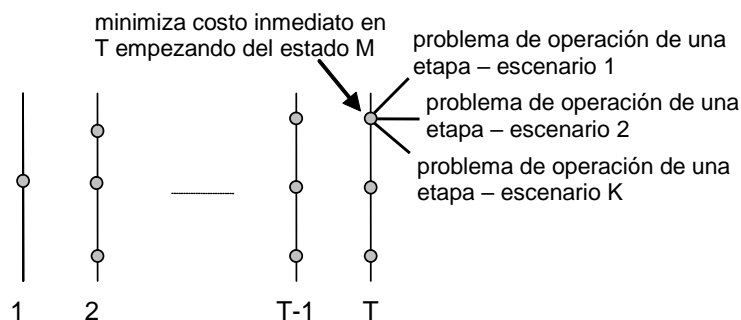 minimiza costo inmediato en
T empezando del estado M
problema de operación de una
etapa – escenario 1
problema de operación de una
etapa – escenario 2
problema de operación de una
etapa – escenario K
1 2 T-1 T